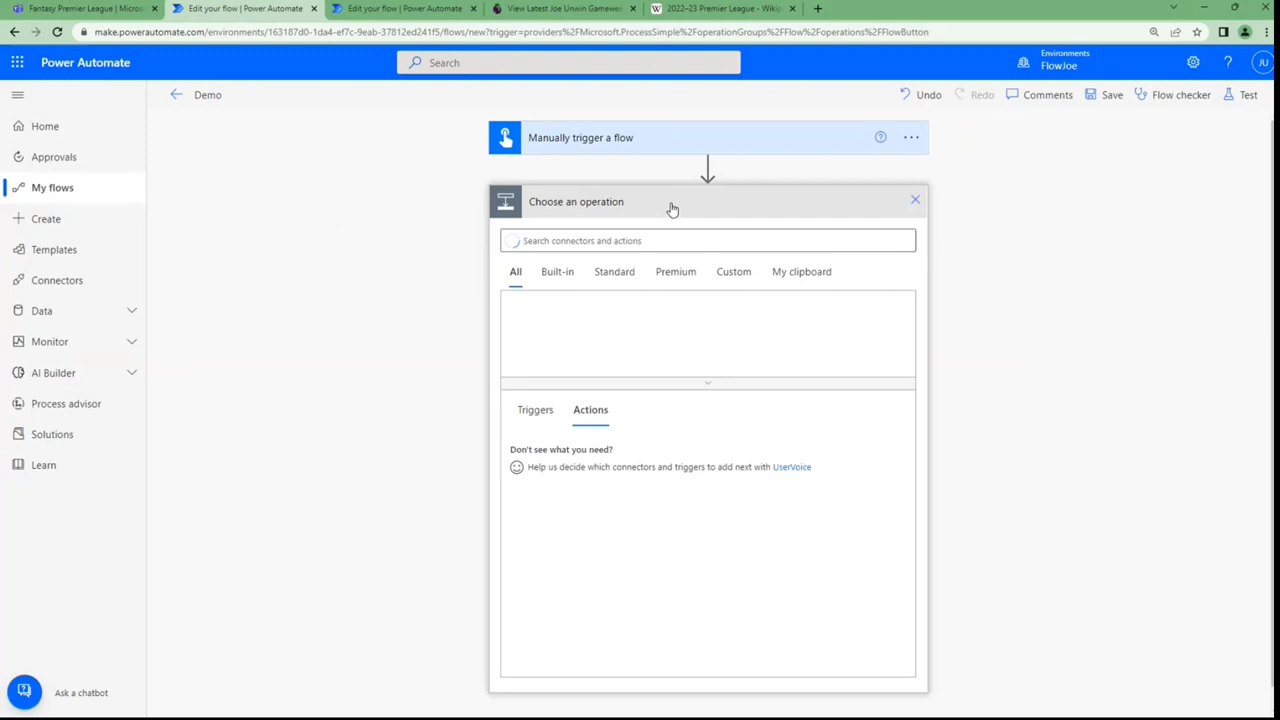 Fantasy Premier League | Micros
Edit your flow | Power Automate
Edit your flow | Power Automate
View Latest Joe Unwin Gamewee
2022–23 Premier League - Wikip
make.powerautomate.com/environments/163187d0-1da4-ef7c-9eab-37812ed241f5/flows/new?trigger=providers%2FMicrosoft.ProcessSimple%2FoperationGroups%2FFlow%2Foperations%2FFlowButton
Power Automate
Search
Environments
FlowJoe
JU
Demo
Undo
Redo
Comments
Save
Flow checker
Test
Home
Approvals
My flows
Create
Templates
Connectors
Data
Monitor
AI Builder
Process advisor
Solutions
Learn
Ask a chatbot
Manually trigger a flow
Choose an operation
Search connectors and actions
All Built-in Standard Premium Custom My clipboard
Triggers Actions
Don't see what you need?
Help us decide which connectors and triggers to add next with UserVoice